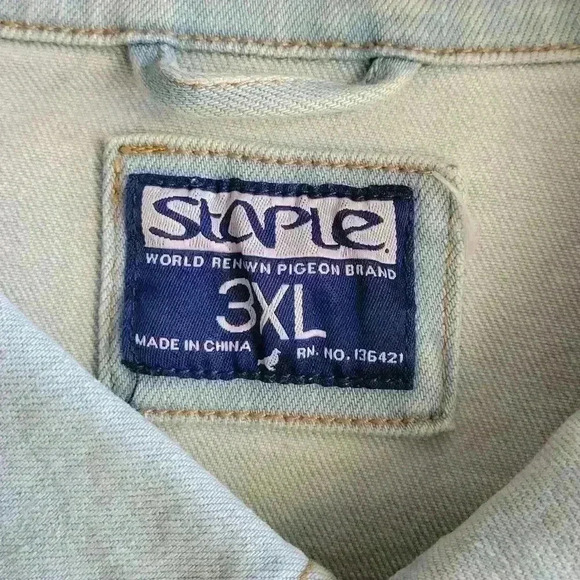 Staple
WORLD RENOWN PIGEON BRAND
3XL
MADE IN CHINA RN. NO. 136421